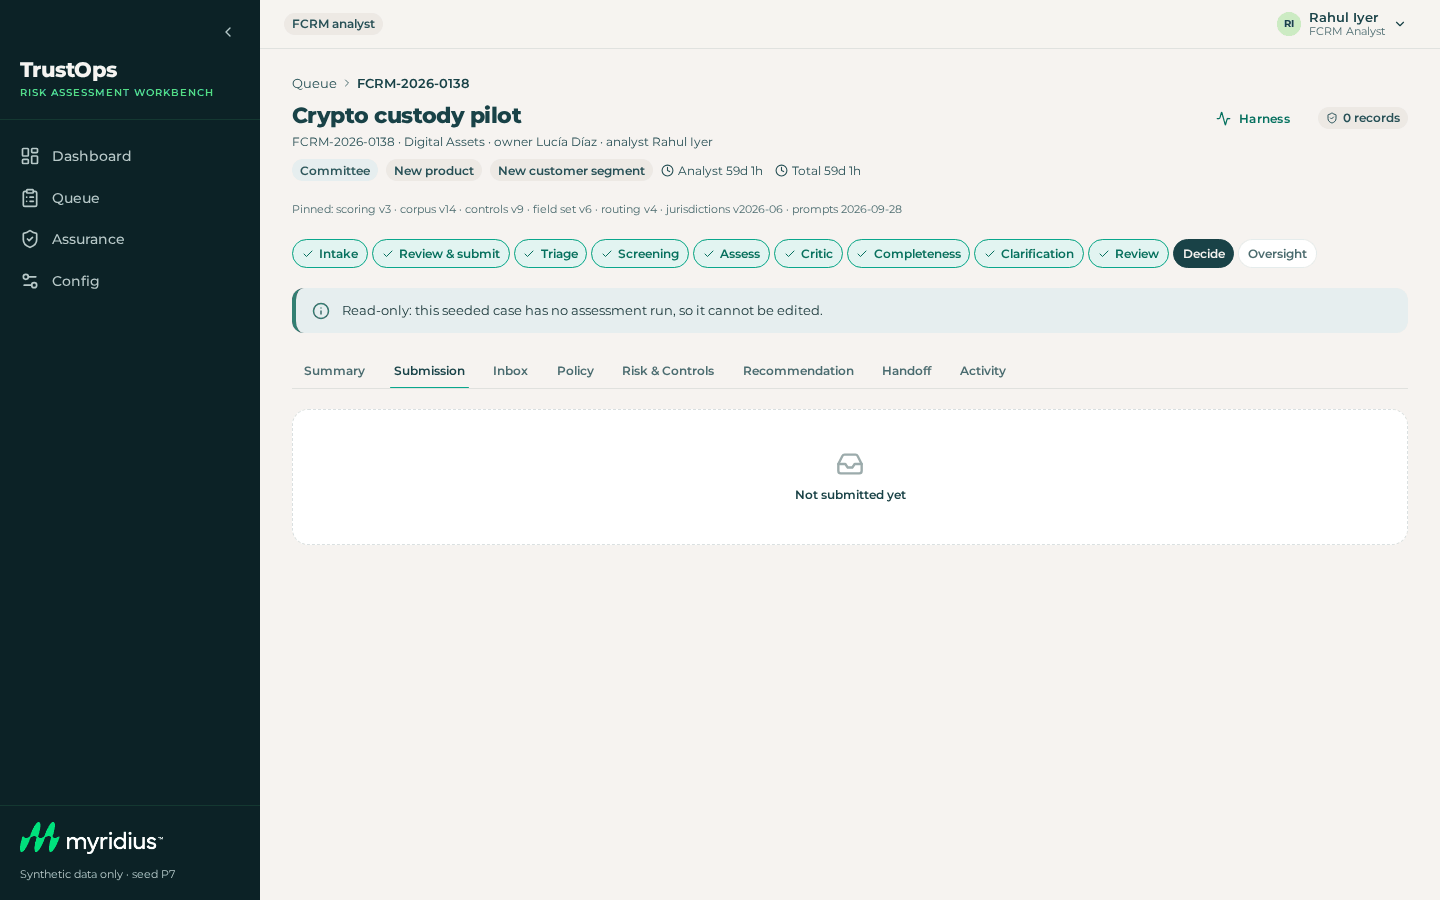 FCRM analyst
RI
Rahul Iyer
FCRM Analyst
TrustOps
RISK ASSESSMENT WORKBENCH
Dashboard
Queue
Assurance
Config
Queue > FCRM-2026-0138
Crypto custody pilot
Harness
0 records
FCRM-2026-0138 · Digital Assets · owner Lucía Díaz · analyst Rahul Iyer
Committee New product New customer segment Analyst 59d 1h Total 59d 1h
Pinned: scoring v3 · corpus v14 · controls v9 · field set v6 · routing v4 · jurisdictions v2026-06 · prompts 2026-09-28
Intake Review & submit Triage Screening Assess Critic Completeness Clarification Review Decide Oversight
Read-only: this seeded case has no assessment run, so it cannot be edited.
Summary Submission Inbox Policy Risk & Controls Recommendation Handoff Activity
Not submitted yet
myridius™
Synthetic data only · seed P7